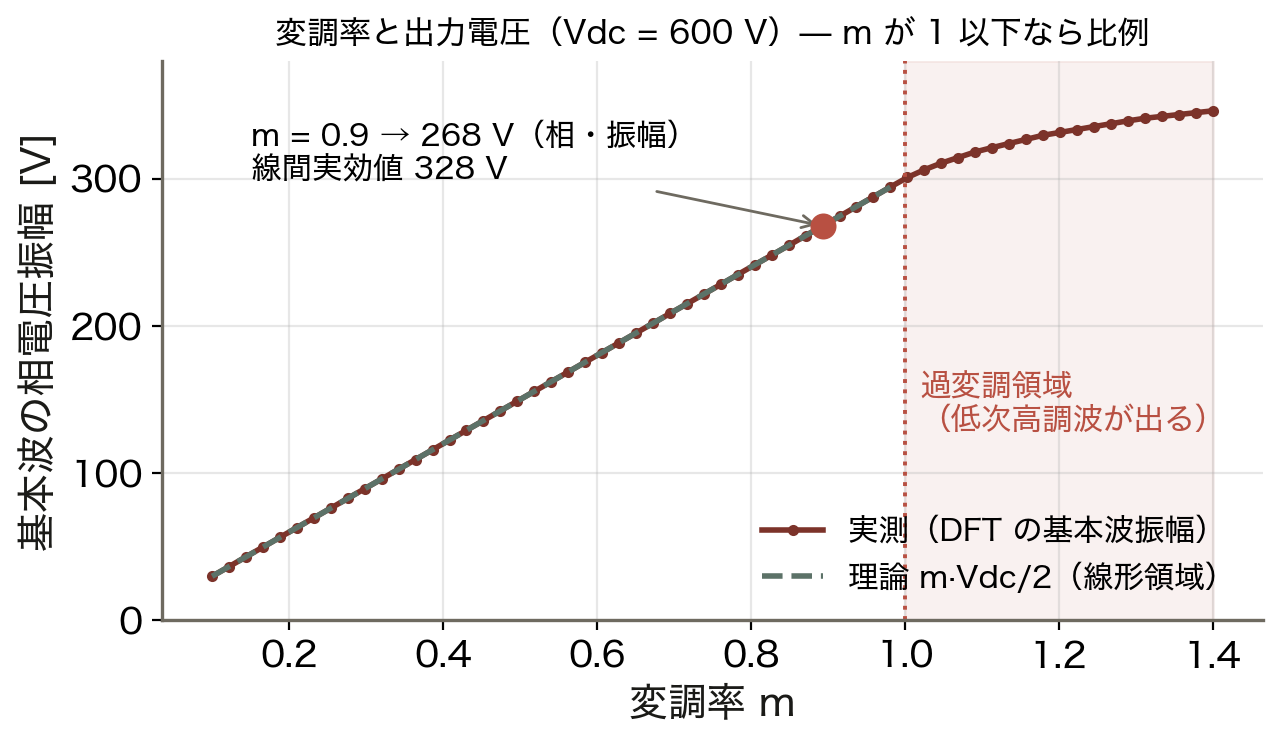 変調率と出力電圧（Vdc = 600 V）— m が 1 以下なら比例
m = 0.9 → 268 V（相・振幅）
線間実効値 328 V
基本波の相電圧振幅 [V]
300
200
100
0
過変調領域
（低次高調波が出る）
実測（DFT の基本波振幅）
理論 m·Vdc/2（線形領域）
0.2
0.4
0.6
0.8
1.0
1.2
1.4
変調率 m